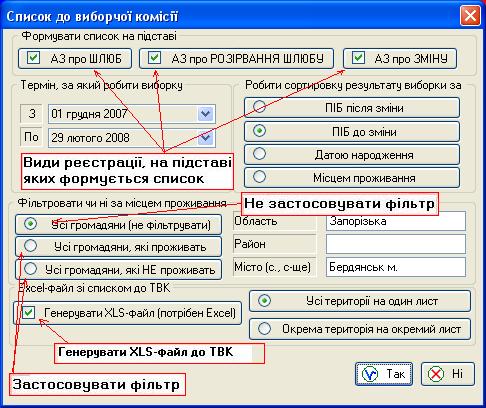 Список до виборчої комісії
Формувати список на підставі
АЗ про ШЛЮБ
АЗ про РОЗІРВАННЯ ШЛЮБУ
АЗ про ЗМІНУ
Термін, за який робити виборку
З
01 грудня 2007
По
29 лютого 2008
Робити сортировку результату виборки за
ПІБ після зміни
ПІБ до зміни
Датою народження
Місцем проживання
Види реєстрації, на підставі
яких формується список
Фільтровати чи ні за місцем проживання
Не застосовувати фільтр
Усі громадяни (не фільтрувати)
Усі громадяни, які проживать
Усі громадяни, які НЕ проживать
Область
Запорізька
Район
Місто (с., с-ще)
Бердянськ м.
Excel-файл зі списком до ТВК
Генерувати XLS-Файл (потрібен Excel)
Усі території на один лист
Окрема територія на окремий лист
Генерувати XLS-Файл до ТВК
Застосовувати фільтр
Так
Ні